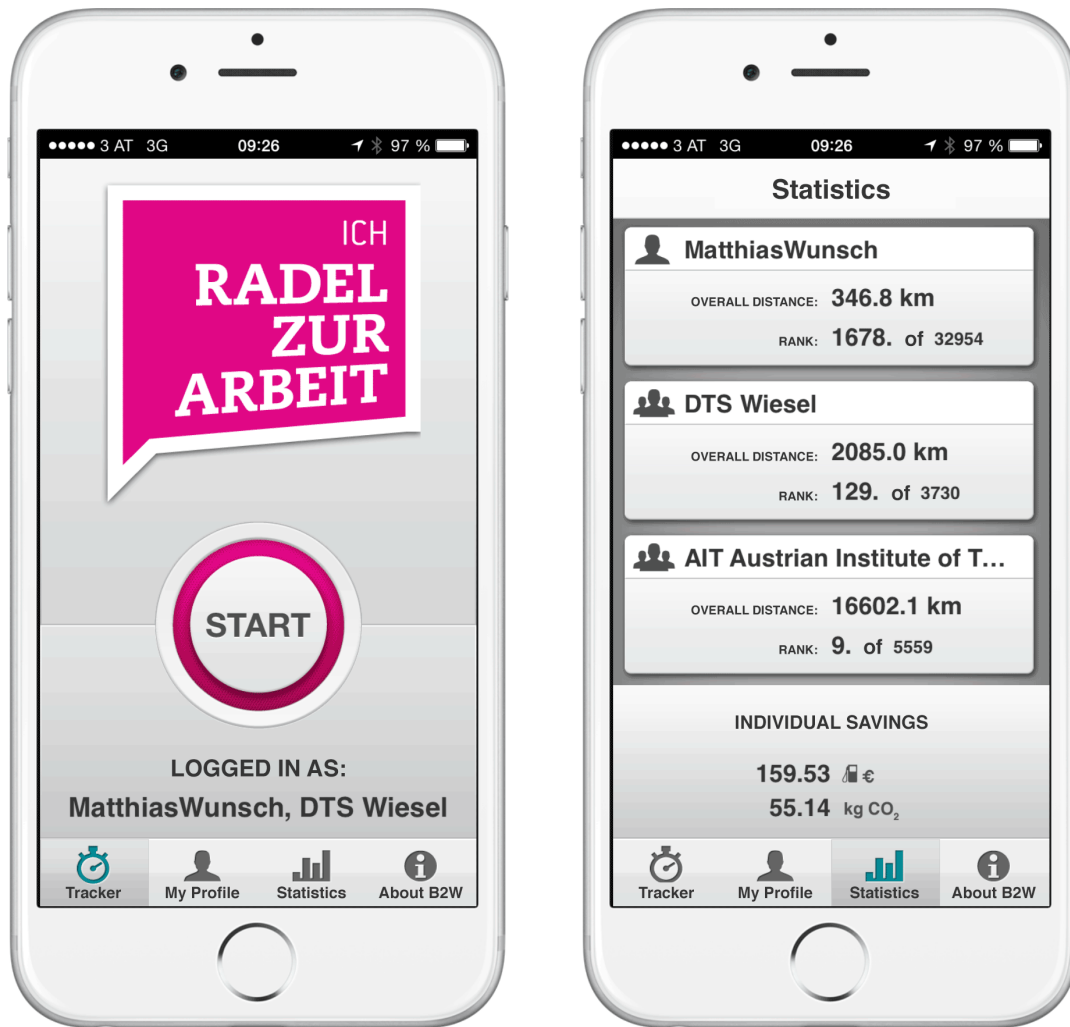 ●●●●● 3 AT 3G 09:26 97 %
ICH
RADEL
ZUR
ARBEIT
START
LOGGED IN AS:
MatthiasWunsch, DTS Wiesel
Tracker My Profile Statistics About B2W
●●●●● 3 AT 3G 09:26 97 %
Statistics
MatthiasWunsch
OVERALL DISTANCE: 346.8 km
RANK: 1678. of 32954
DTS Wiesel
OVERALL DISTANCE: 2085.0 km
RANK: 129. of 3730
AIT Austrian Institute of T...
OVERALL DISTANCE: 16602.1 km
RANK: 9. of 5559
INDIVIDUAL SAVINGS
159.53 €
55.14 kg CO₂
Tracker My Profile Statistics About B2W